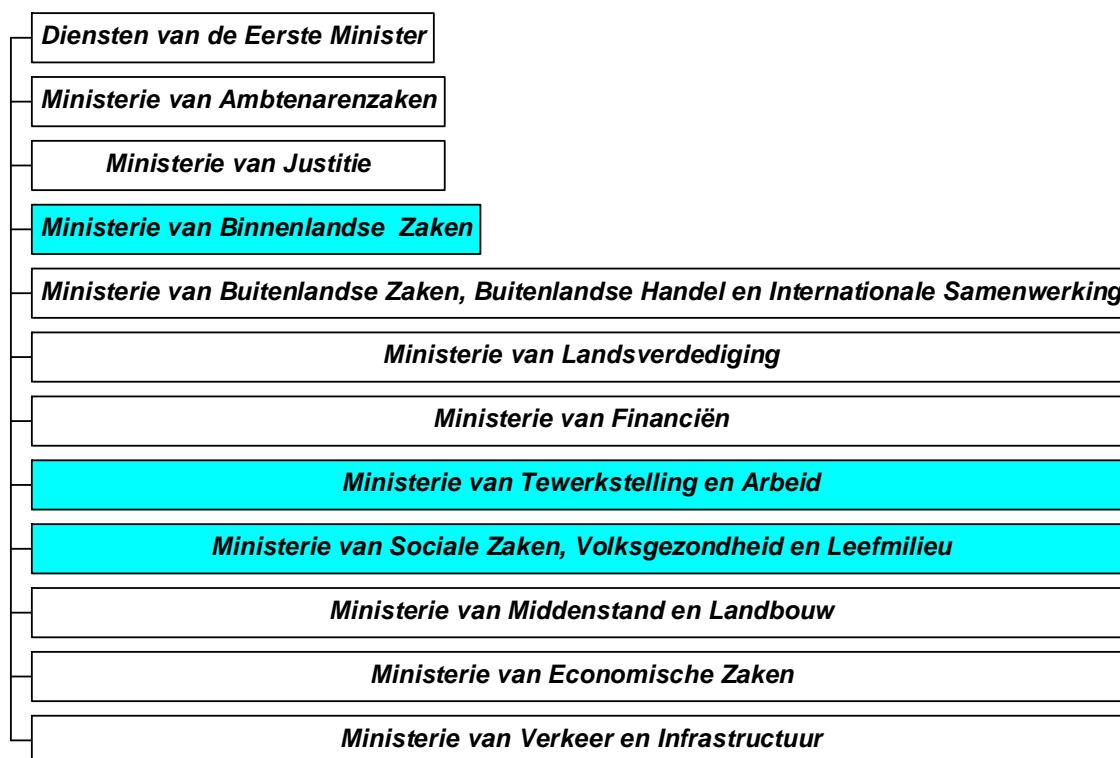 Diensten van de Eerste Minister
Ministerie van Ambtenarenzaken
Ministerie van Justitie
Ministerie van Binnenlandse  Zaken
Ministerie van Buitenlandse Zaken, Buitenlandse Handel en Internationale Samenwerking
Ministerie van Landsverdediging
Ministerie van Financiën
Ministerie van Tewerkstelling en Arbeid
Ministerie van Sociale Zaken, Volksgezondheid en Leefmilieu
Ministerie van Middenstand en Landbouw
Ministerie van Economische Zaken
Ministerie van Verkeer en Infrastructuur